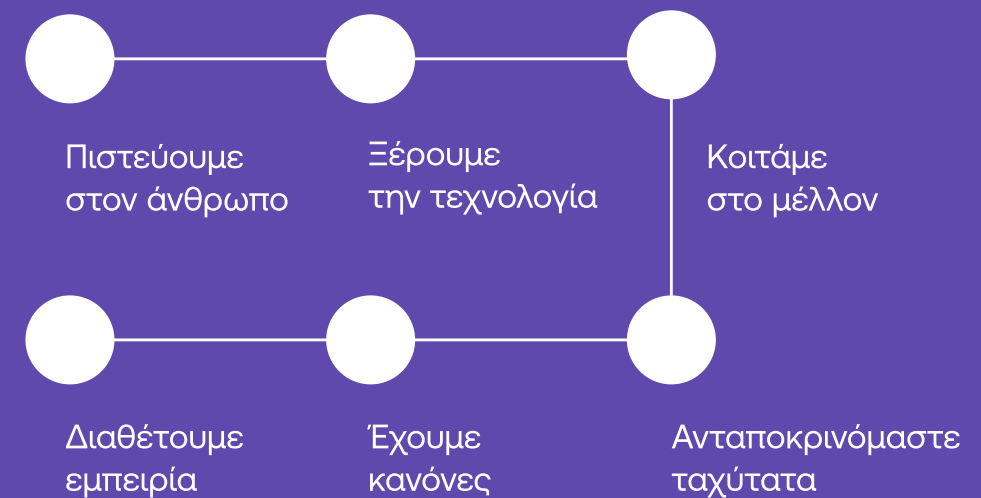 Πιστεύουμε
στον άνθρωπο
Ξέρουμε
την τεχνολογία
Κοιτάμε
στο μέλλον
Διαθέτουμε
εμπειρία
Έχουμε
κανόνες
Ανταποκρινόμαστε
ταχύτατα